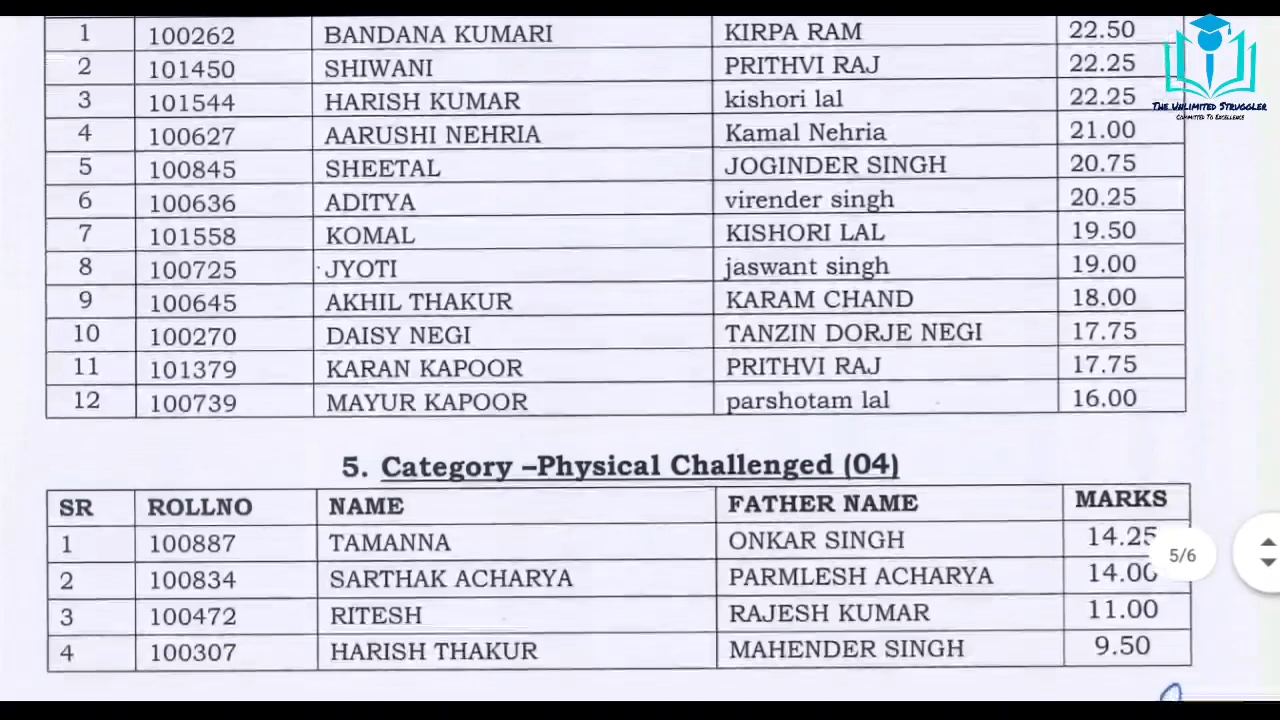 1 100262 BANDANA KUMARI KIRPA RAM 22.50
2 101450 SHIWANI PRITHVI RAJ 22.25
3 101544 HARISH KUMAR kishori lal 22.25
4 100627 AARUSHI NEHRIA Kamal Nehria 21.00
5 100845 SHEETAL JOGINDER SINGH 20.75
6 100636 ADITYA virender singh 20.25
7 101558 KOMAL KISHORI LAL 19.50
8 100725 JYOTI jaswant singh 19.00
9 100645 AKHIL THAKUR KARAM CHAND 18.00
10 100270 DAISY NEGI TANZIN DORJE NEGI 17.75
11 101379 KARAN KAPOOR PRITHVI RAJ 17.75
12 100739 MAYUR KAPOOR parshotam lal 16.00
THE UNLIMITED STRUGGLER
COMMITED TO EXCELLENCE
5. Category –Physical Challenged (04)
SR ROLLNO NAME FATHER NAME MARKS
1 100887 TAMANNA ONKAR SINGH 14.25
2 100834 SARTHAK ACHARYA PARMLESH ACHARYA 14.00
3 100472 RITESH RAJESH KUMAR 11.00
4 100307 HARISH THAKUR MAHENDER SINGH 9.50
5/6